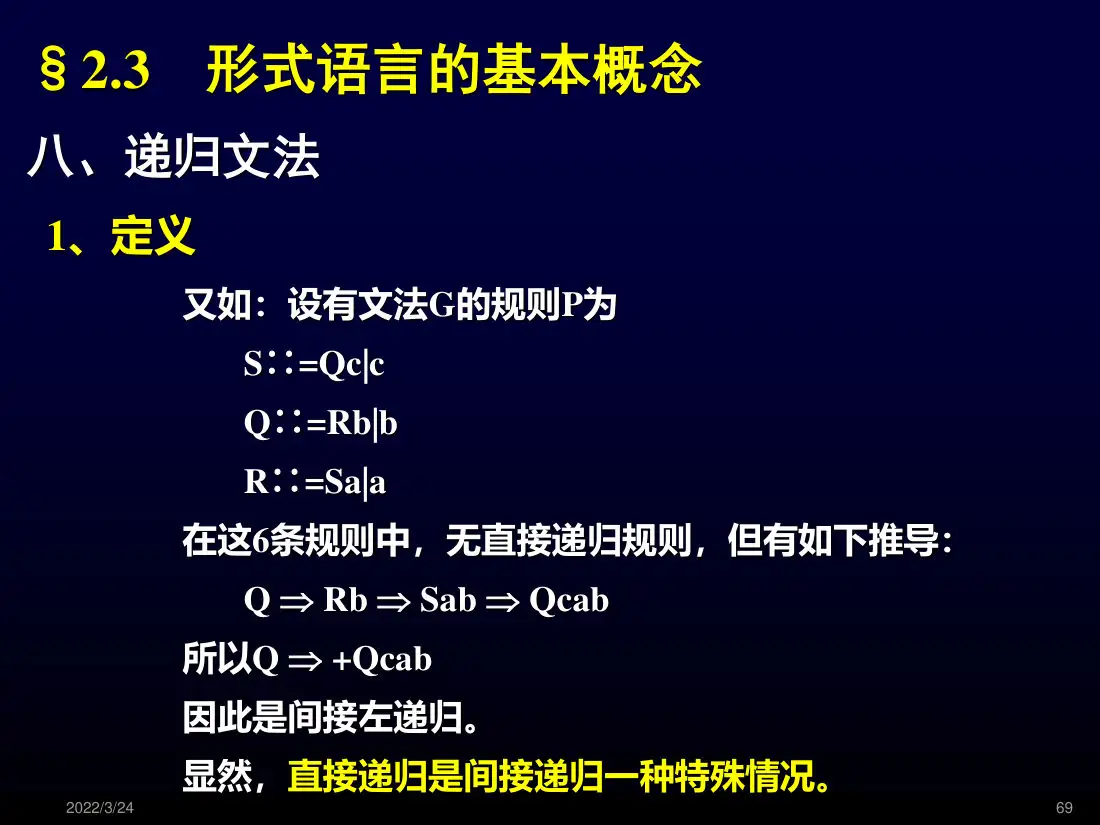 §2.3 形式语言的基本概念
八、递归文法
1、定义
又如：设有文法G的规则P为
S∷=Qc|c
Q∷=Rb|b
R∷=Sa|a
在这6条规则中，无直接递归规则，但有如下推导：
Q ⇒ Rb ⇒ Sab ⇒ Qcab
所以Q ⇒ +Qcab
因此是间接左递归。
显然，直接递归是间接递归一种特殊情况。
2022/3/24 69